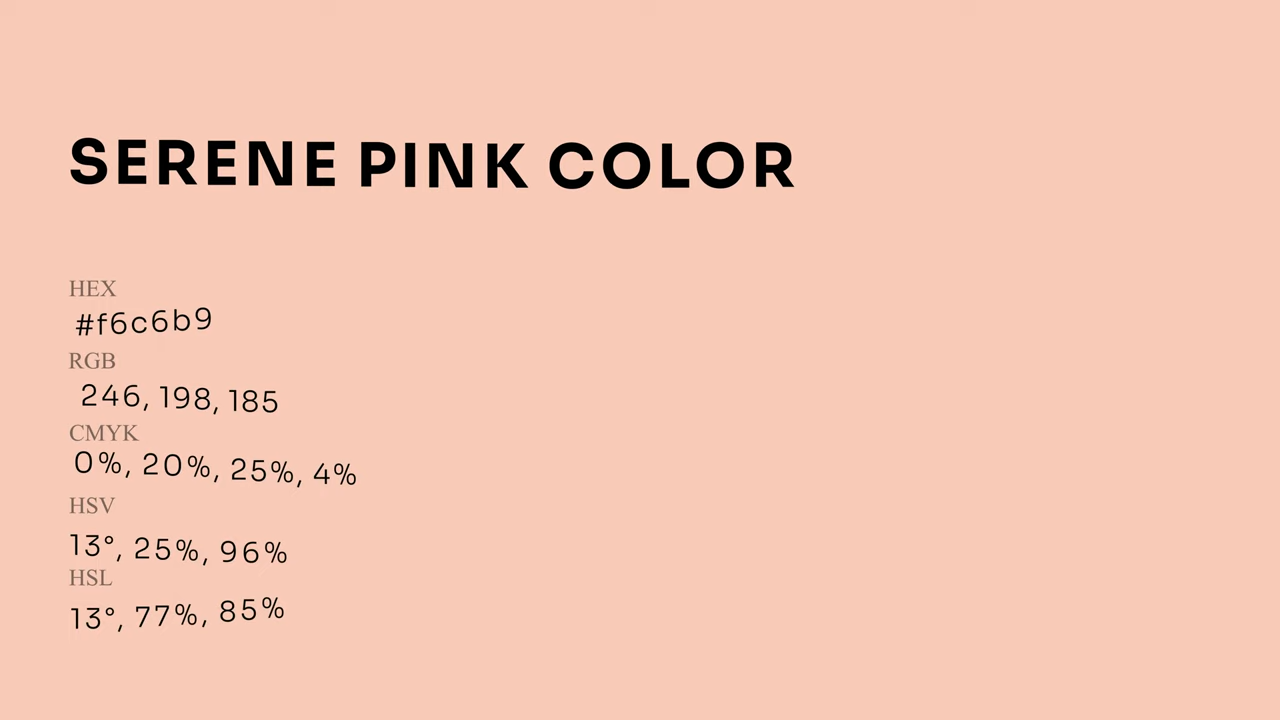 SERENE PINK COLOR
HEX
#f6c6b9
RGB
246, 198, 185
CMYK
0%, 20%, 25%, 4%
HSV
13°, 25%, 96%
HSL
13°, 77%, 85%